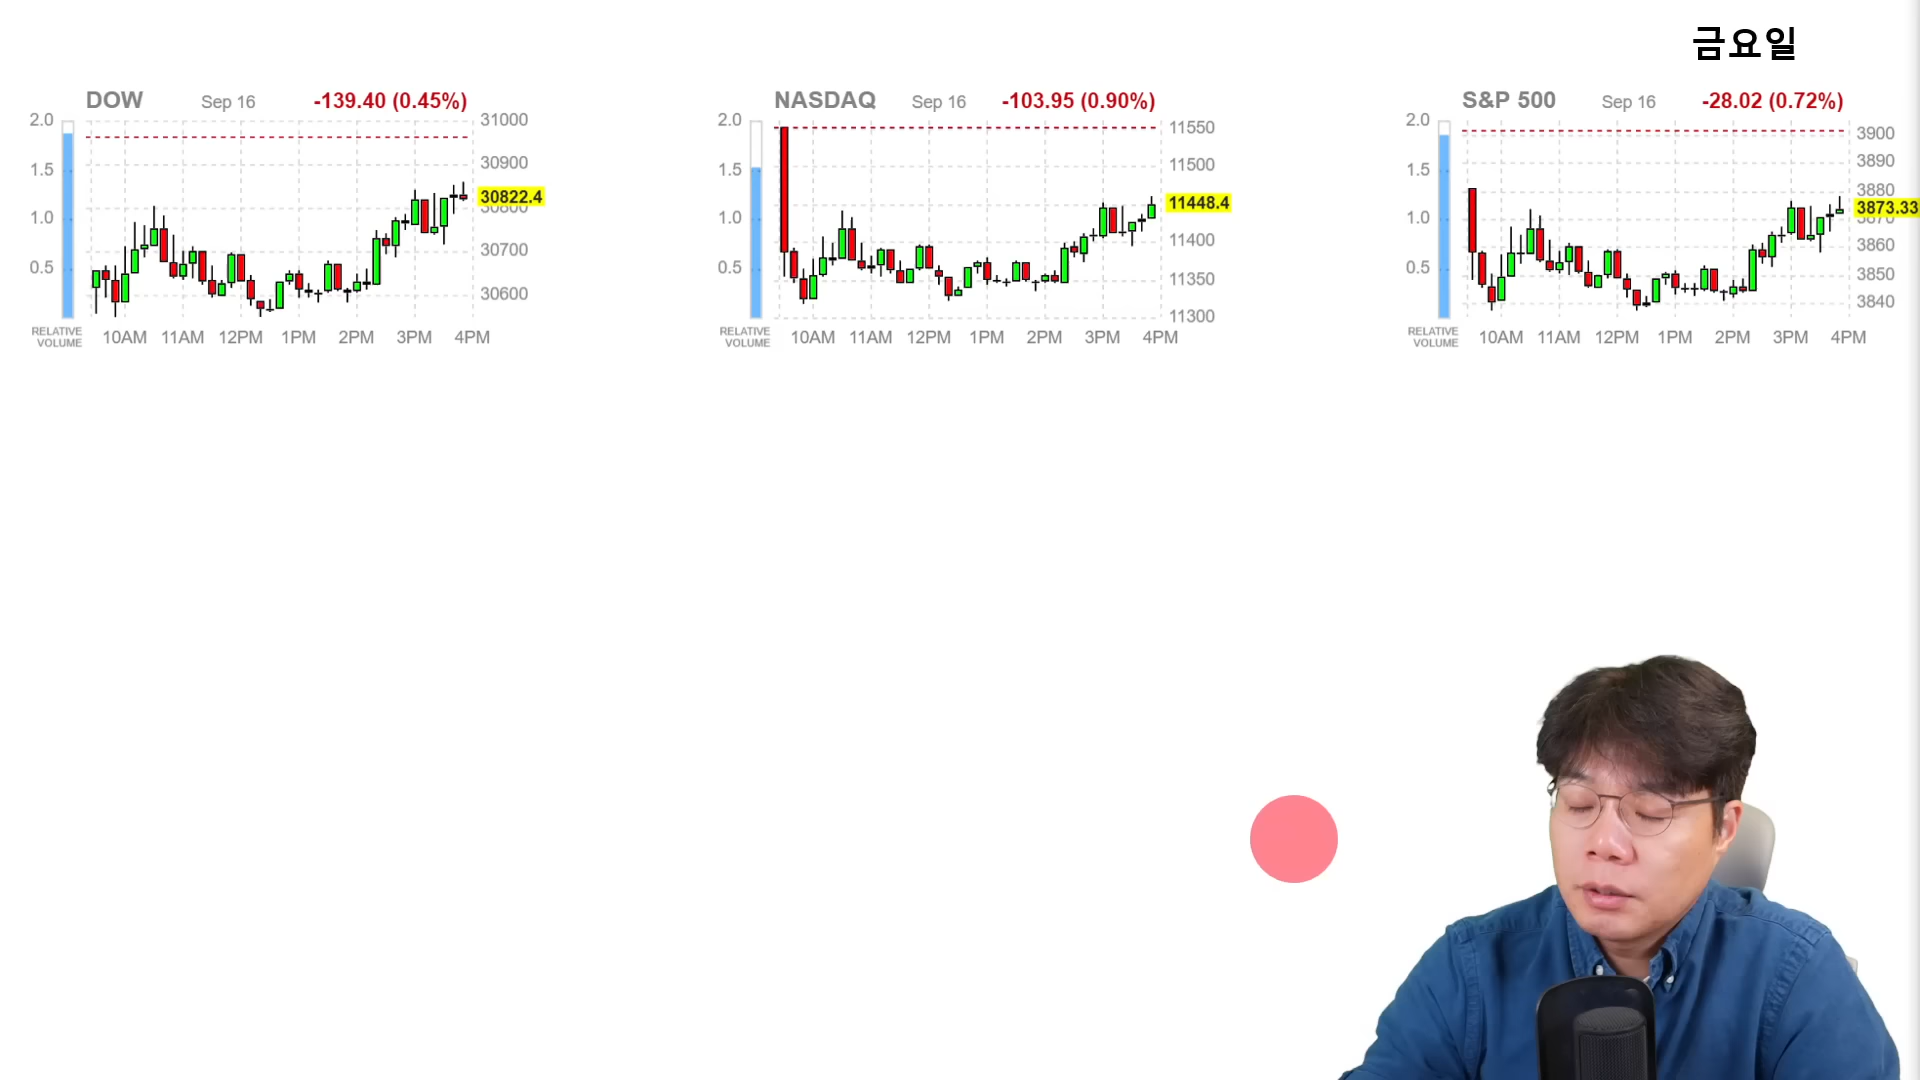 금요일
DOW Sep 16 -139.40 (0.45%)
2.0
1.5
1.0
0.5
31000
30900
30800
30700
30600
30822.4
RELATIVE
VOLUME
10AM 11AM 12PM 1PM 2PM 3PM 4PM
NASDAQ Sep 16 -103.95 (0.90%)
2.0
1.5
1.0
0.5
11550
11500
11400
11350
11300
11448.4
RELATIVE
VOLUME
10AM 11AM 12PM 1PM 2PM 3PM 4PM
S&P 500 Sep 16 -28.02 (0.72%)
2.0
1.5
1.0
0.5
3900
3890
3880
3870
3860
3850
3840
3873.33
RELATIVE
VOLUME
10AM 11AM 12PM 1PM 2PM 3PM 4PM